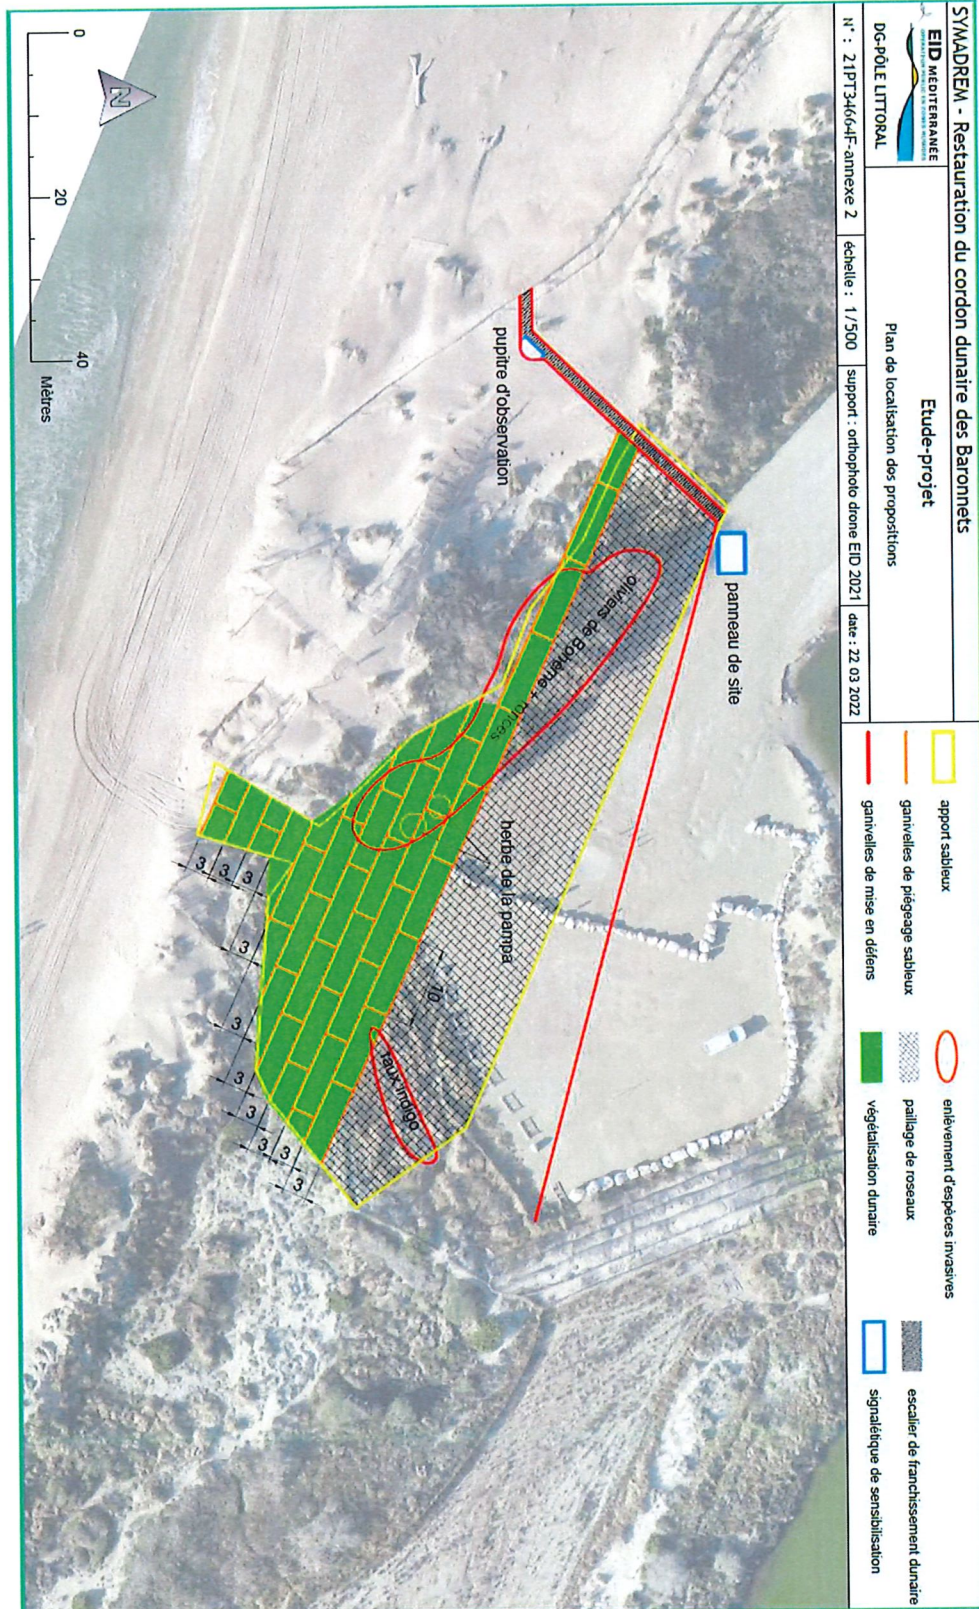 SYMADREM - Restauration du cordon dunaire des Baronnets
EID MÉDITERRANÉE
DG-PÔLE LITTORAL
Etude-projet
Plan de localisation des propositions
N° : 21PT34664F-annexe 2
échelle : 1/500
support : orthophoto drone EID 2021
date : 22 03 2022
apport sableux
ganivelles de piégeage sableux
ganivelles de mise en défens
enlèvement d'espèces invasives
paillage de roseaux
végétalisation dunaire
escalier de franchissement dunaire
signalétique de sensibilisation
panneau de site
pupitre d'observation
oliviers de Bohême + ronces
herbe de la pampa
faux indigo
10
3
3
3
3
3
3
3
3
3
3
N
0
20
40
Mètres